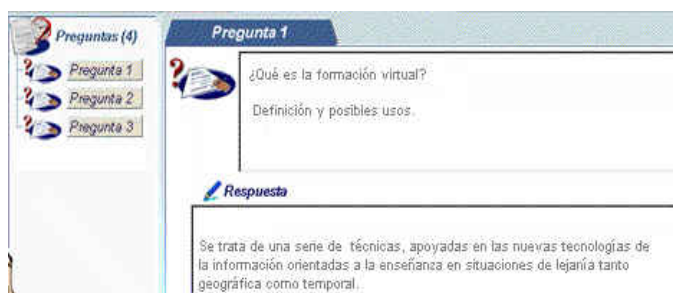 Preguntas (4)
Pregunta 1
Pregunta 2
Pregunta 3
Pregunta 1
¿Qué es la formación virtual?
Definición y posibles usos.
Respuesta
Se trata de una serie de técnicas, apoyadas en las nuevas tecnologías de
la información orientadas a la enseñanza en situaciones de lejanía tanto
geográfica como temporal.